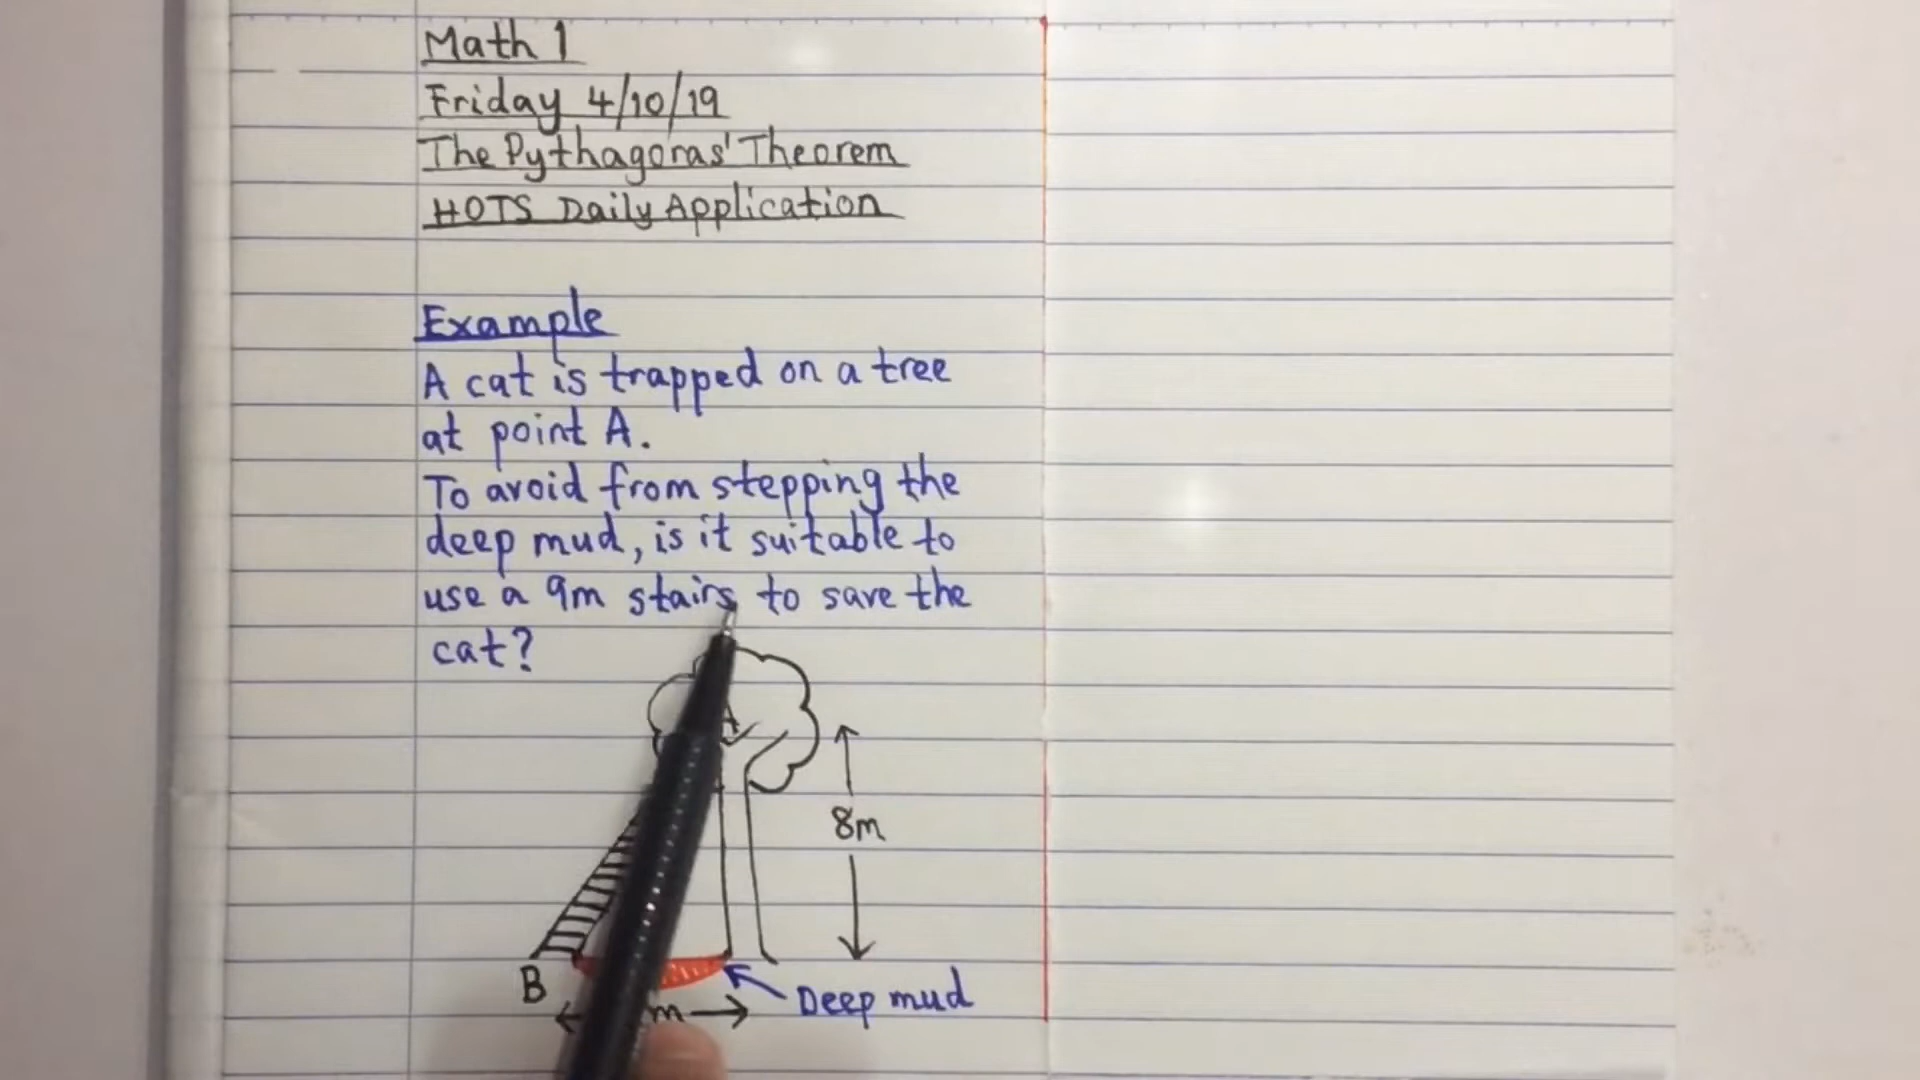 Math 1
Friday 4/10/19
The Pythagoras' Theorem
HOTS Daily Application
Example
A cat is trapped on a tree
at point A.
To avoid from stepping the
deep mud, is it suitable to
use a 9m stairs to save the
cat?
A
8m
B
Deep mud
m